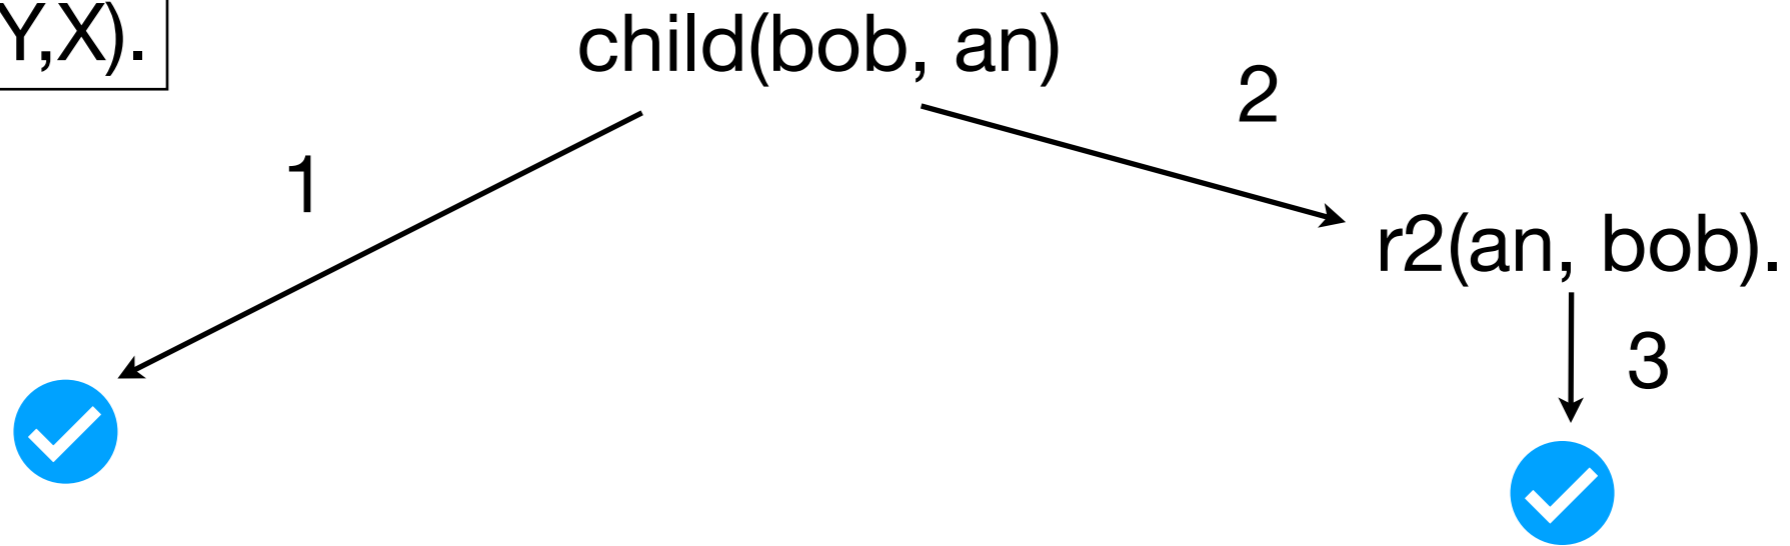 Y,X).
child(bob, an)
2
1
r2(an, bob).
3